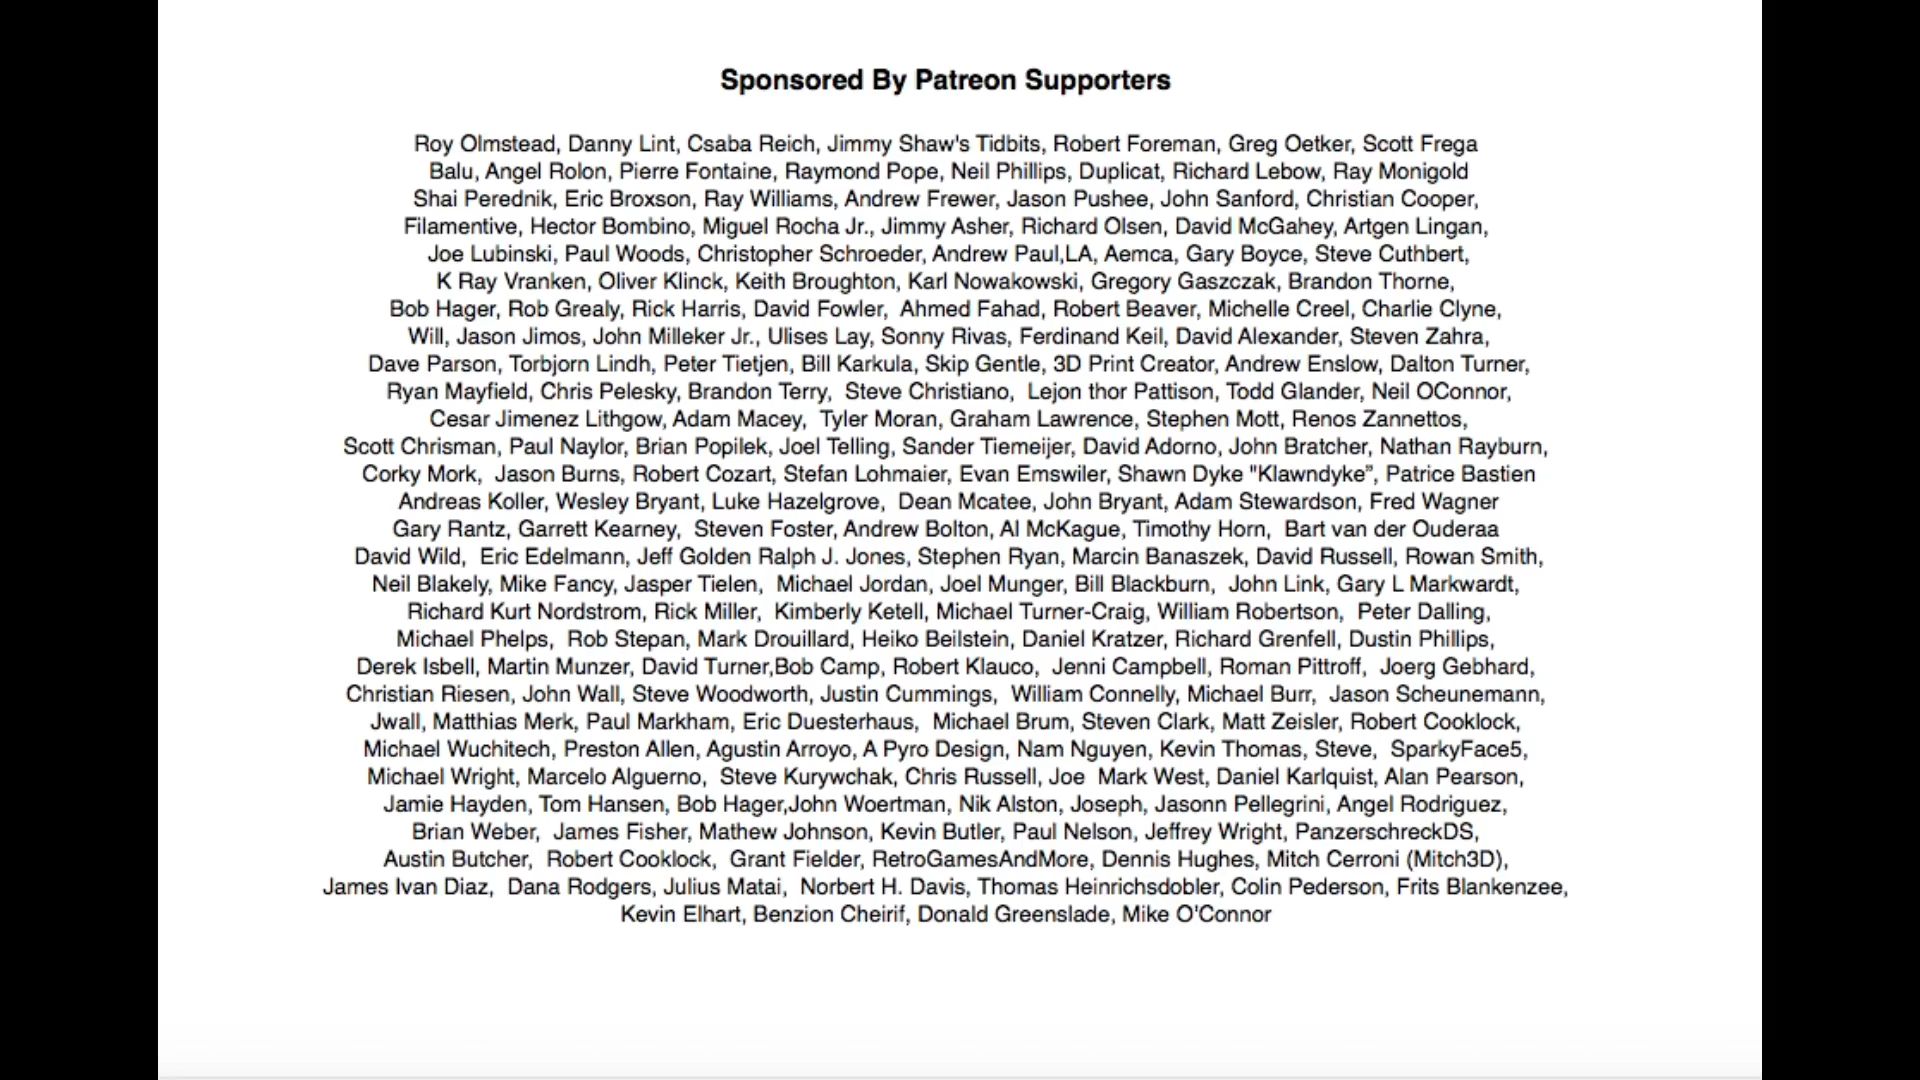 Sponsored By Patreon Supporters
Roy Olmstead, Danny Lint, Csaba Reich, Jimmy Shaw's Tidbits, Robert Foreman, Greg Oetker, Scott Frega
Balu, Angel Rolon, Pierre Fontaine, Raymond Pope, Neil Phillips, Duplicat, Richard Lebow, Ray Monigold
Shai Perednik, Eric Broxson, Ray Williams, Andrew Frewer, Jason Pushee, John Sanford, Christian Cooper,
Filamentive, Hector Bombino, Miguel Rocha Jr., Jimmy Asher, Richard Olsen, David McGahey, Artgen Lingan,
Joe Lubinski, Paul Woods, Christopher Schroeder, Andrew Paul,LA, Aemca, Gary Boyce, Steve Cuthbert,
K Ray Vranken, Oliver Klinck, Keith Broughton, Karl Nowakowski, Gregory Gaszczak, Brandon Thorne,
Bob Hager, Rob Grealy, Rick Harris, David Fowler,  Ahmed Fahad, Robert Beaver, Michelle Creel, Charlie Clyne,
Will, Jason Jimos, John Milleker Jr., Ulises Lay, Sonny Rivas, Ferdinand Keil, David Alexander, Steven Zahra,
Dave Parson, Torbjorn Lindh, Peter Tietjen, Bill Karkula, Skip Gentle, 3D Print Creator, Andrew Enslow, Dalton Turner,
Ryan Mayfield, Chris Pelesky, Brandon Terry,  Steve Christiano,  Lejon thor Pattison, Todd Glander, Neil OConnor,
Cesar Jimenez Lithgow, Adam Macey,  Tyler Moran, Graham Lawrence, Stephen Mott, Renos Zannettos,
Scott Chrisman, Paul Naylor, Brian Popilek, Joel Telling, Sander Tiemeijer, David Adorno, John Bratcher, Nathan Rayburn,
Corky Mork,  Jason Burns, Robert Cozart, Stefan Lohmaier, Evan Emswiler, Shawn Dyke "Klawndyke”, Patrice Bastien
Andreas Koller, Wesley Bryant, Luke Hazelgrove,  Dean Mcatee, John Bryant, Adam Stewardson, Fred Wagner
Gary Rantz, Garrett Kearney,  Steven Foster, Andrew Bolton, Al McKague, Timothy Horn,  Bart van der Ouderaa
David Wild,  Eric Edelmann, Jeff Golden Ralph J. Jones, Stephen Ryan, Marcin Banaszek, David Russell, Rowan Smith,
Neil Blakely, Mike Fancy, Jasper Tielen,  Michael Jordan, Joel Munger, Bill Blackburn,  John Link, Gary L Markwardt,
Richard Kurt Nordstrom, Rick Miller,  Kimberly Ketell, Michael Turner-Craig, William Robertson,  Peter Dalling,
Michael Phelps,  Rob Stepan, Mark Drouillard, Heiko Beilstein, Daniel Kratzer, Richard Grenfell, Dustin Phillips,
Derek Isbell, Martin Munzer, David Turner,Bob Camp, Robert Klauco,  Jenni Campbell, Roman Pittroff,  Joerg Gebhard,
Christian Riesen, John Wall, Steve Woodworth, Justin Cummings,  William Connelly, Michael Burr,  Jason Scheunemann,
Jwall, Matthias Merk, Paul Markham, Eric Duesterhaus,  Michael Brum, Steven Clark, Matt Zeisler, Robert Cooklock,
Michael Wuchitech, Preston Allen, Agustin Arroyo, A Pyro Design, Nam Nguyen, Kevin Thomas, Steve,  SparkyFace5,
Michael Wright, Marcelo Alguerno,  Steve Kurywchak, Chris Russell, Joe  Mark West, Daniel Karlquist, Alan Pearson,
Jamie Hayden, Tom Hansen, Bob Hager,John Woertman, Nik Alston, Joseph, Jasonn Pellegrini, Angel Rodriguez,
Brian Weber,  James Fisher, Mathew Johnson, Kevin Butler, Paul Nelson, Jeffrey Wright, PanzerschreckDS,
Austin Butcher,  Robert Cooklock,  Grant Fielder, RetroGamesAndMore, Dennis Hughes, Mitch Cerroni (Mitch3D),
James Ivan Diaz,  Dana Rodgers, Julius Matai,  Norbert H. Davis, Thomas Heinrichsdobler, Colin Pederson, Frits Blankenzee,
Kevin Elhart, Benzion Cheirif, Donald Greenslade, Mike O'Connor